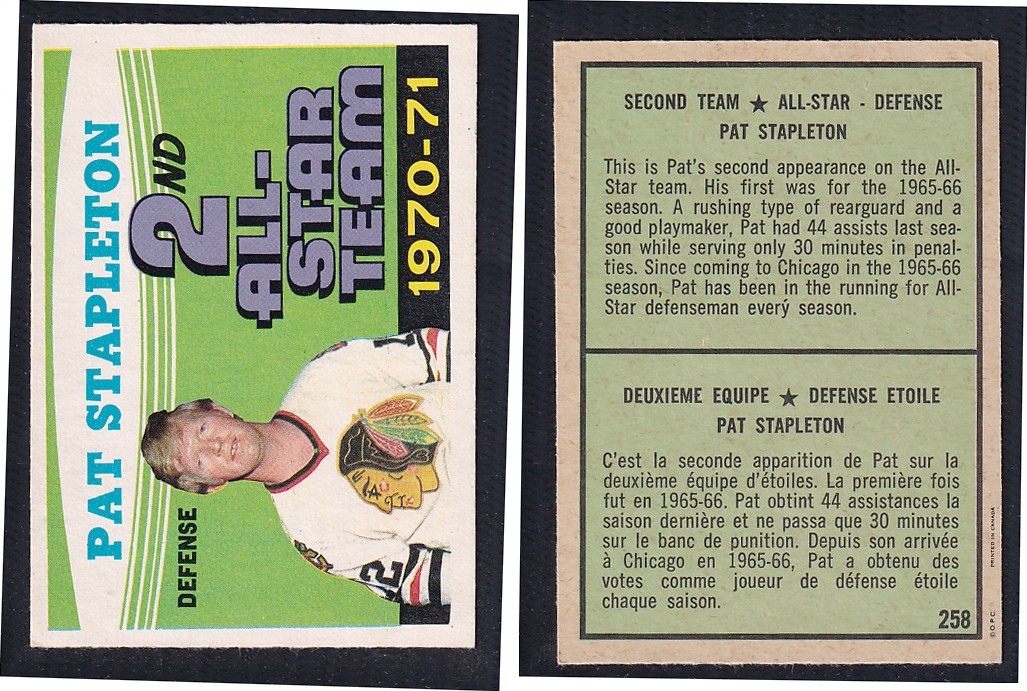 PAT STAPLETON
2ND
ALL-
STAR
TEAM
1970-71
DEFENSE
12
SECOND TEAM ★ ALL-STAR - DEFENSE
PAT STAPLETON
This is Pat's second appearance on the All-
Star team. His first was for the 1965-66
season. A rushing type of rearguard and a
good playmaker, Pat had 44 assists last sea-
son while serving only 30 minutes in penal-
ties. Since coming to Chicago in the 1965-66
season, Pat has been in the running for All-
Star defenseman every season.
DEUXIEME EQUIPE ★ DEFENSE ETOILE
PAT STAPLETON
C'est la seconde apparition de Pat sur la
deuxième équipe d'étoiles. La première fois
fut en 1965-66. Pat obtint 44 assistances la
saison dernière et ne passa que 30 minutes
sur le banc de punition. Depuis son arrivée
à Chicago en 1965-66, Pat a obtenu des
votes comme joueur de défense étoile
chaque saison.
258
© O.P.C. PRINTED IN CANADA